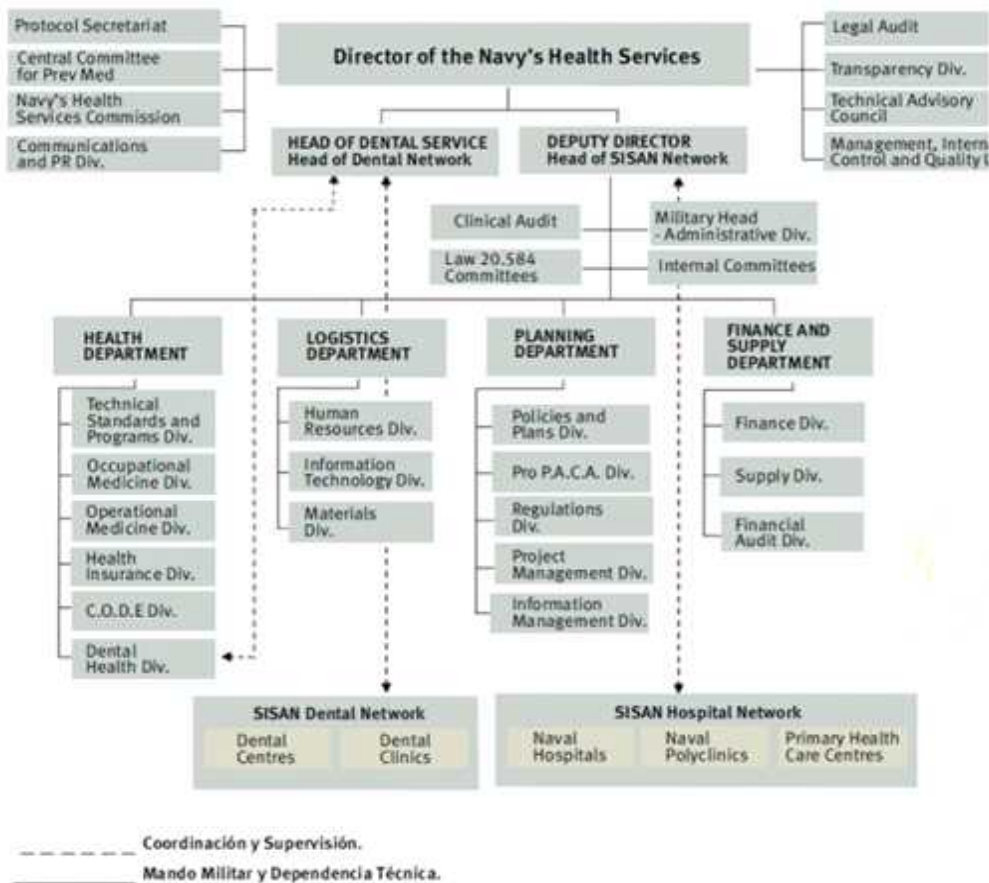 Protocol Secretariat
Central Committee
for Prev Med
Navy's Health
Services Commission
Communications
and PR Div.
Director of the Navy's Health Services
Legal Audit
Transparency Div.
Technical Advisory
Council
Management, Intern
Control and Quality
HEAD OF DENTAL SERVICE
Head of Dental Network
DEPUTY DIRECTOR
Head of SISAN Network
Clinical Audit
Military Head
- Administrative Div.
Law 20.584
Committees
Internal Committees
HEALTH
DEPARTMENT
Technical
Standards and
Programs Div.
Occupational
Medicine Div.
Operational
Medicine Div.
Health
Insurance Div.
C.O.D.E Div.
Dental
Health Div.
LOGISTICS
DEPARTMENT
Human
Resources Div.
Information
Technology Div.
Materials
Div.
PLANNING
DEPARTMENT
Policies and
Plans Div.
Pro P.A.C.A. Div.
Regulations
Div.
Project
Management Div.
Information
Management Div.
FINANCE AND
SUPPLY
DEPARTMENT
Finance Div.
Supply Div.
Financial
Audit Div.
SISAN Dental Network
Dental
Centres
Dental
Clinics
SISAN Hospital Network
Naval
Hospitals
Naval
Polyclinics
Primary Health
Care Centres
Coordinación y Supervisión.
Mando Militar y Dependencia Técnica.